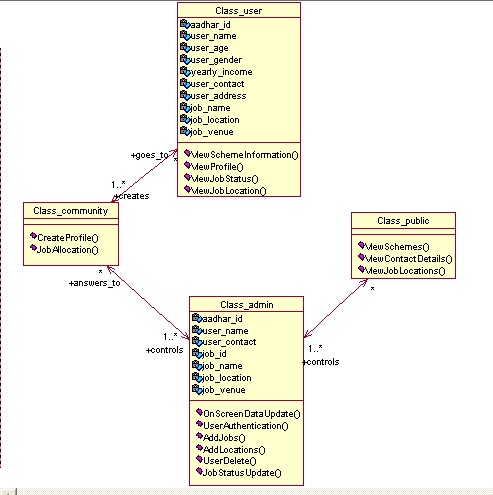 Class_user
aadhar_id
user_name
user_age
user_gender
yearly_income
user_contact
user_address
job_name
job_location
job_venue
ViewSchemeInformation()
ViewProfile()
ViewJobStatus()
ViewJobLocation()
+goes_to
*
1..*
+creates
Class_community
CreateProfile()
JobAllocation()
Class_public
ViewSchemes()
ViewContactDetails()
ViewJobLocations()
*
+answers_to
*
1..*
+controls
1..*
+controls
Class_admin
aadhar_id
user_name
user_contact
job_id
job_name
job_location
job_venue
OnScreenDataUpdate()
UserAuthentication()
AddJobs()
AddLocations()
UserDelete()
JobStatusUpdate()